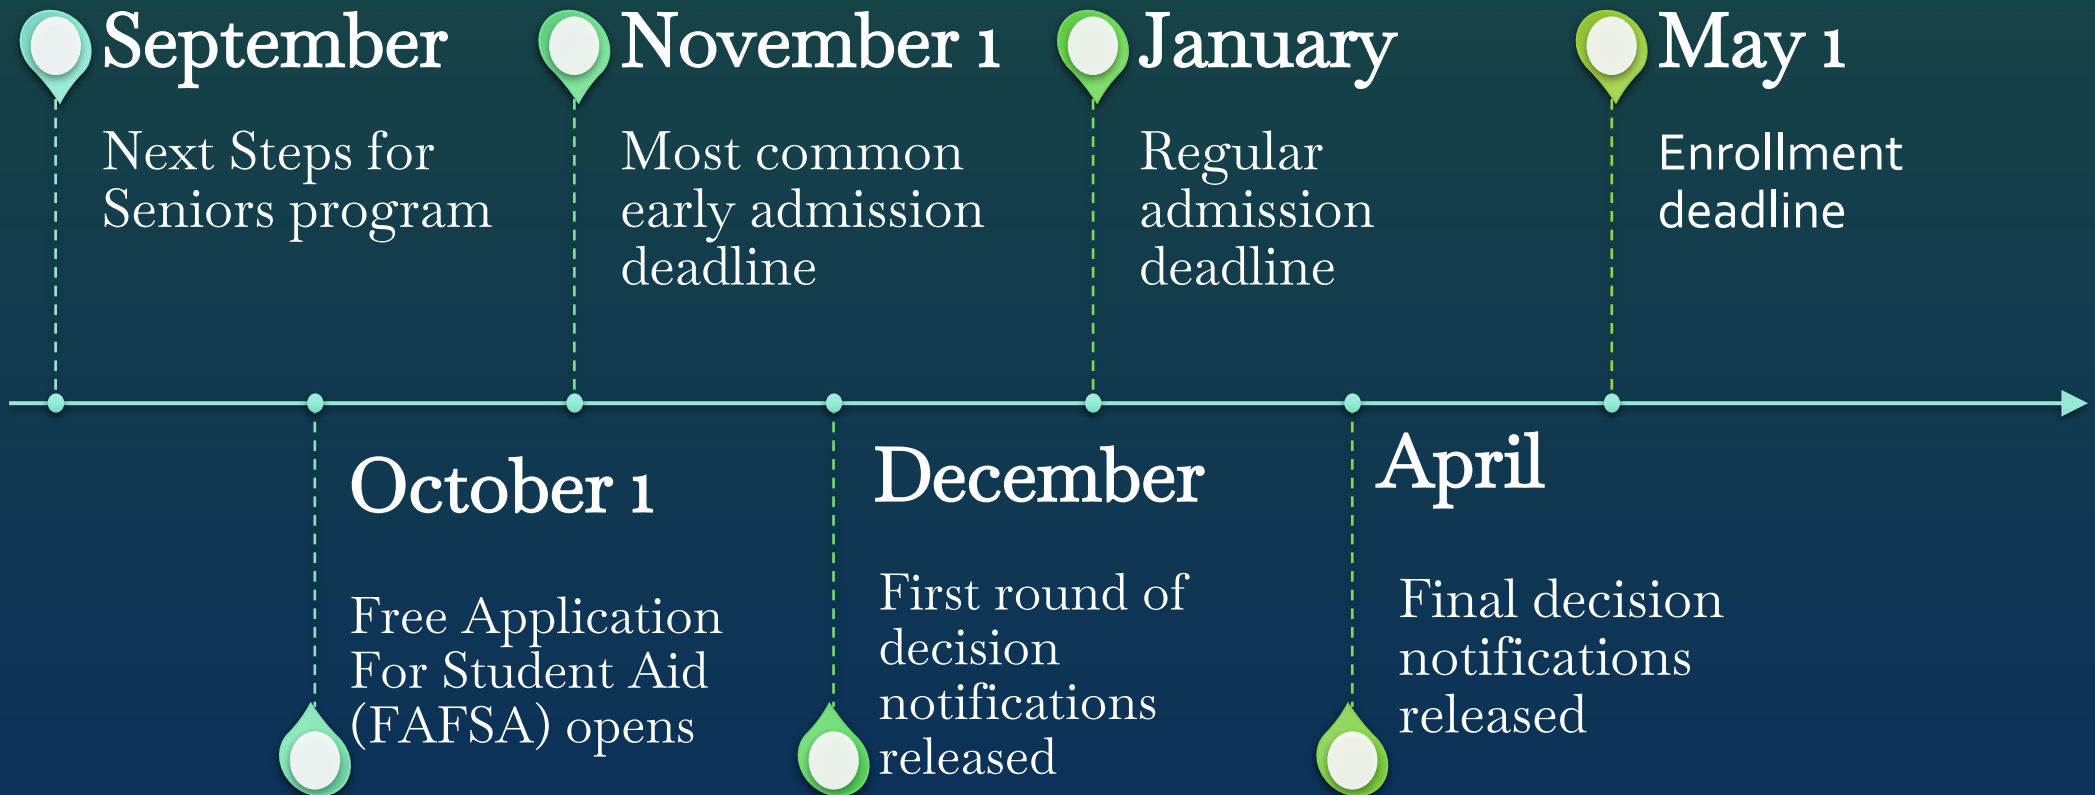 September
Next Steps for
Seniors program
October 1
Free Application
For Student Aid
(FAFSA) opens
November 1
Most common
early admission
deadline
December
First round of
decision
notifications
released
January
Regular
admission
deadline
April
Final decision
notifications
released
May 1
Enrollment
deadline